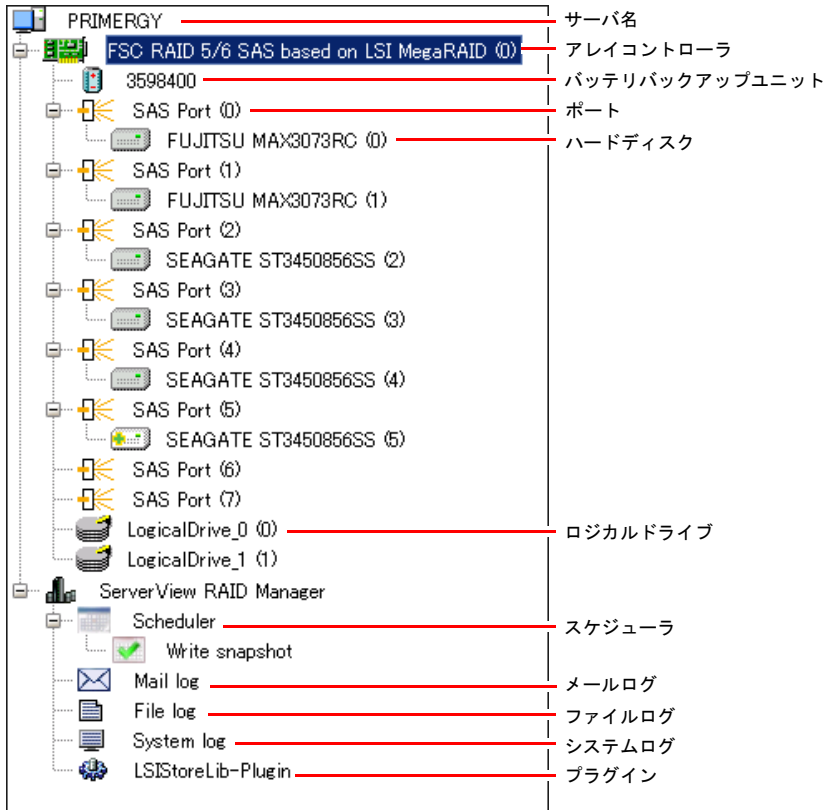 PRIMERGY サーバ名
FSC RAID 5/6 SAS based on LSI MegaRAID (0) アレイコントローラ
3598400 バッテリバックアップユニット
SAS Port (0) ポート
FUJITSU MAX3073RC (0) ハードディスク
SAS Port (1)
FUJITSU MAX3073RC (1)
SAS Port (2)
SEAGATE ST3450856SS (2)
SAS Port (3)
SEAGATE ST3450856SS (3)
SAS Port (4)
SEAGATE ST3450856SS (4)
SAS Port (5)
SEAGATE ST3450856SS (5)
SAS Port (6)
SAS Port (7)
LogicalDrive_0 (0) ロジカルドライブ
LogicalDrive_1 (1)
ServerView RAID Manager
Scheduler スケジューラ
Write snapshot
Mail log メールログ
File log ファイルログ
System log システムログ
LSIStoreLib-Plugin プラグイン